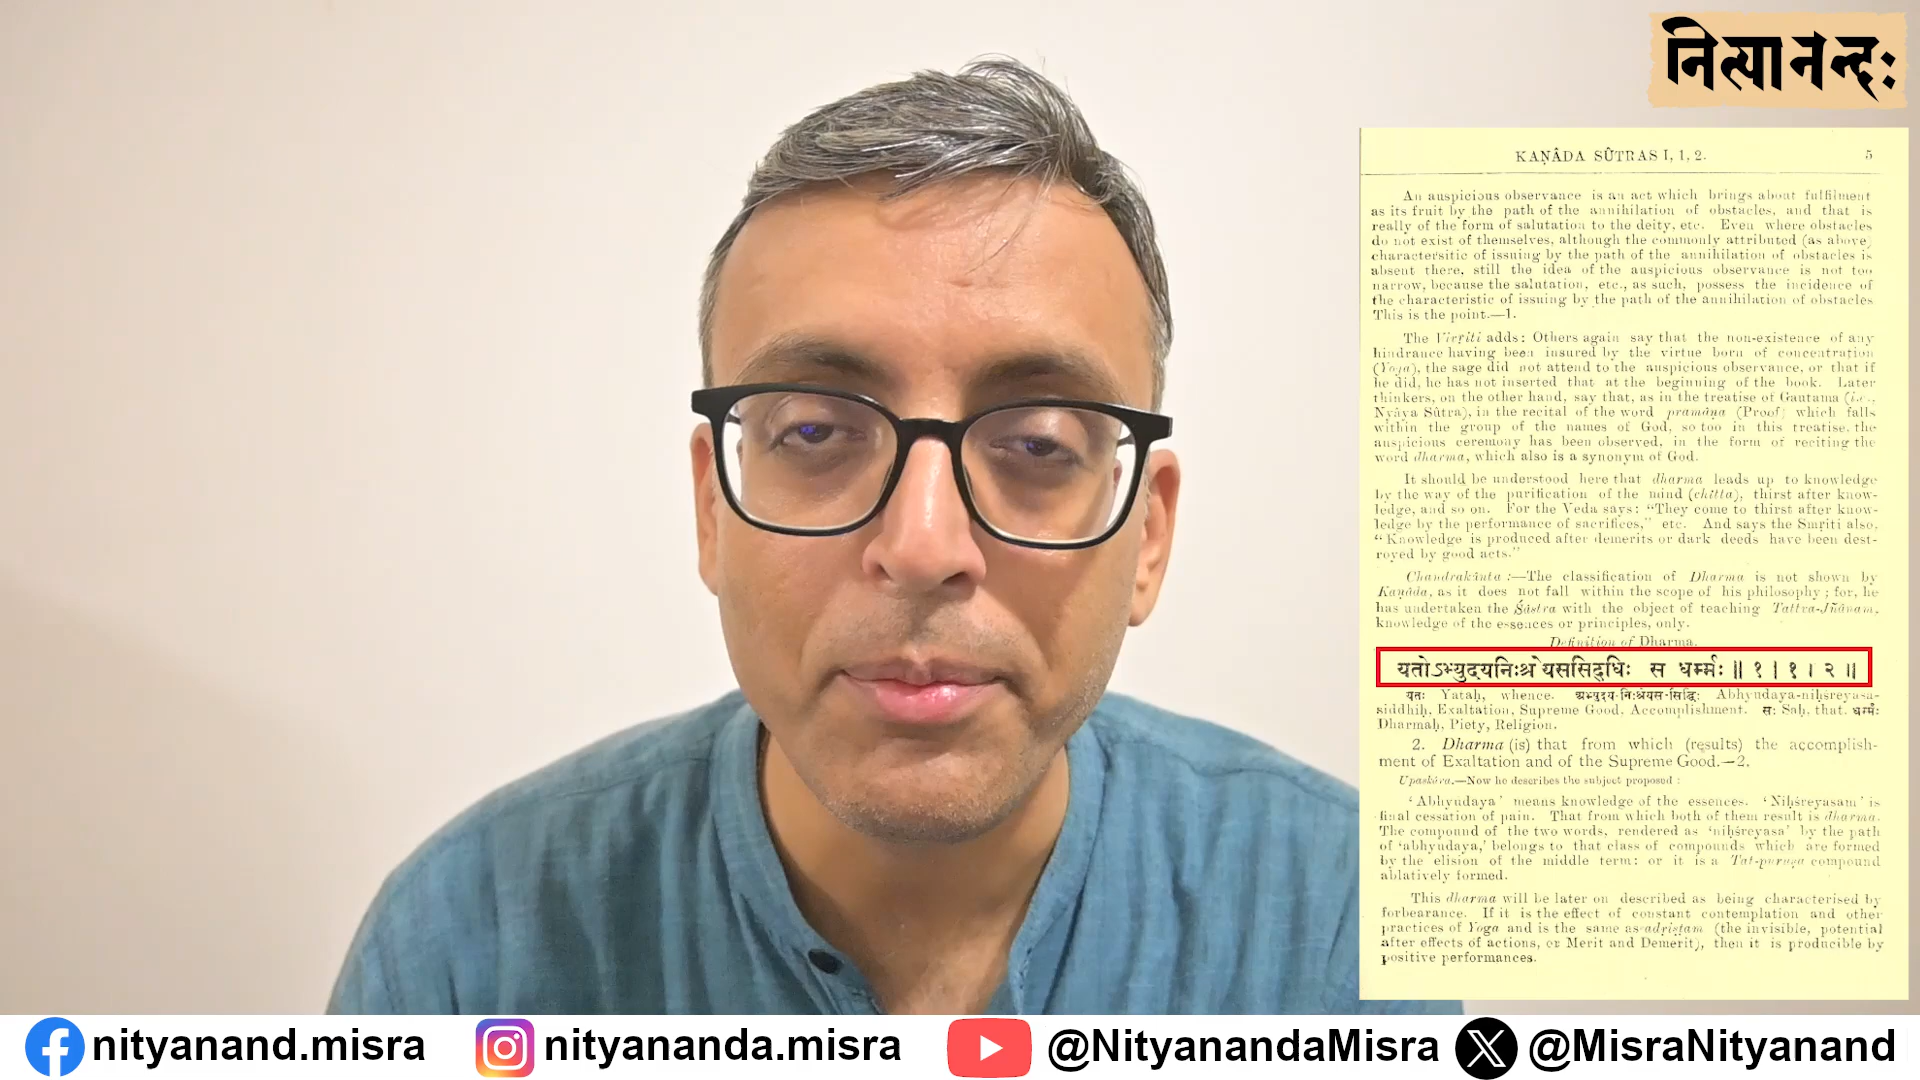 नित्यानन्दः
KAṆÂDA SÛTRAS I, 1, 2. 5
An auspicious observance is an act which brings about fulfilment
as its fruit by the path of the annihilation of obstacles, and that is
really of the form of salutation to the deity, etc. Even where obstacles
do not exist of themselves, although the commonly attributed (as above)
charactersitic of issuing by the path of the annihilation of obstacles is
absent there, still the idea of the auspicious observance is not too
narrow, because the salutation, etc., as such, possess the incidence of
the characteristic of issuing by the path of the annihilation of obstacles
This is the point.—1.
The Vivṛiti adds: Others again say that the non-existence of any
hindrance having been insured by the virtue born of concentration
(Yoga), the sage did not attend to the auspicious observance, or that if
he did, he has not inserted that at the beginning of the book. Later
thinkers, on the other hand, say that, as in the treatise of Gautama (i.e.,
Nyâya Sûtra), in the recital of the word pramâṇa (Proof) which falls
within the group of the names of God, so too in this treatise, the
auspicious ceremony has been observed, in the form of reciting the
word dharma, which also is a synonym of God.
It should be understood here that dharma leads up to knowledge
by the way of the purification of the mind (chitta), thirst after know-
ledge, and so on. For the Veda says: “They come to thirst after know-
ledge by the performance of sacrifices,” etc. And says the Smṛiti also,
“Knowledge is produced after demerits or dark deeds have been dest-
royed by good acts.”
Chandrakânta :—The classification of Dharma is not shown by
Kaṇâda, as it does not fall within the scope of his philosophy ; for, he
has undertaken the Śâstra with the object of teaching Tattva-Jñânam,
knowledge of the essences or principles, only.
Definition of Dharma.
यतोऽभ्युदयनिःश्रेयससिद्धिः स धर्म्मः ॥ १ । १ । २ ॥
यतः Yataḥ, whence. अभ्युदय-निःश्रेयस-सिद्धिः Abhyudaya-niḥśreyasa-
siddhiḥ, Exaltation, Supreme Good, Accomplishment. सः Saḥ, that. धर्म्मः
Dharmaḥ, Piety, Religion.
2. Dharma (is) that from which (results) the accomplish-
ment of Exaltation and of the Supreme Good.—2.
Upaskâra.—Now he describes the subject proposed :
‘Abhyudaya’ means knowledge of the essences. ‘Niḥśreyasam’ is
final cessation of pain. That from which both of them result is dharma.
The compound of the two words, rendered as ‘niḥśreyasa’ by the path
of ‘abhyudaya,’ belongs to that class of compounds which are formed
by the elision of the middle term: or it is a Tat-puruṣa compound
ablatively formed.
This dharma will be later on described as being characterised by
forbearance. If it is the effect of constant contemplation and other
practices of Yoga and is the same as adṛiṣṭam (the invisible, potential
after effects of actions, or Merit and Demerit), then it is producible by
positive performances.
nityanand.misra nityananda.misra @NityanandaMisra @MisraNityanand